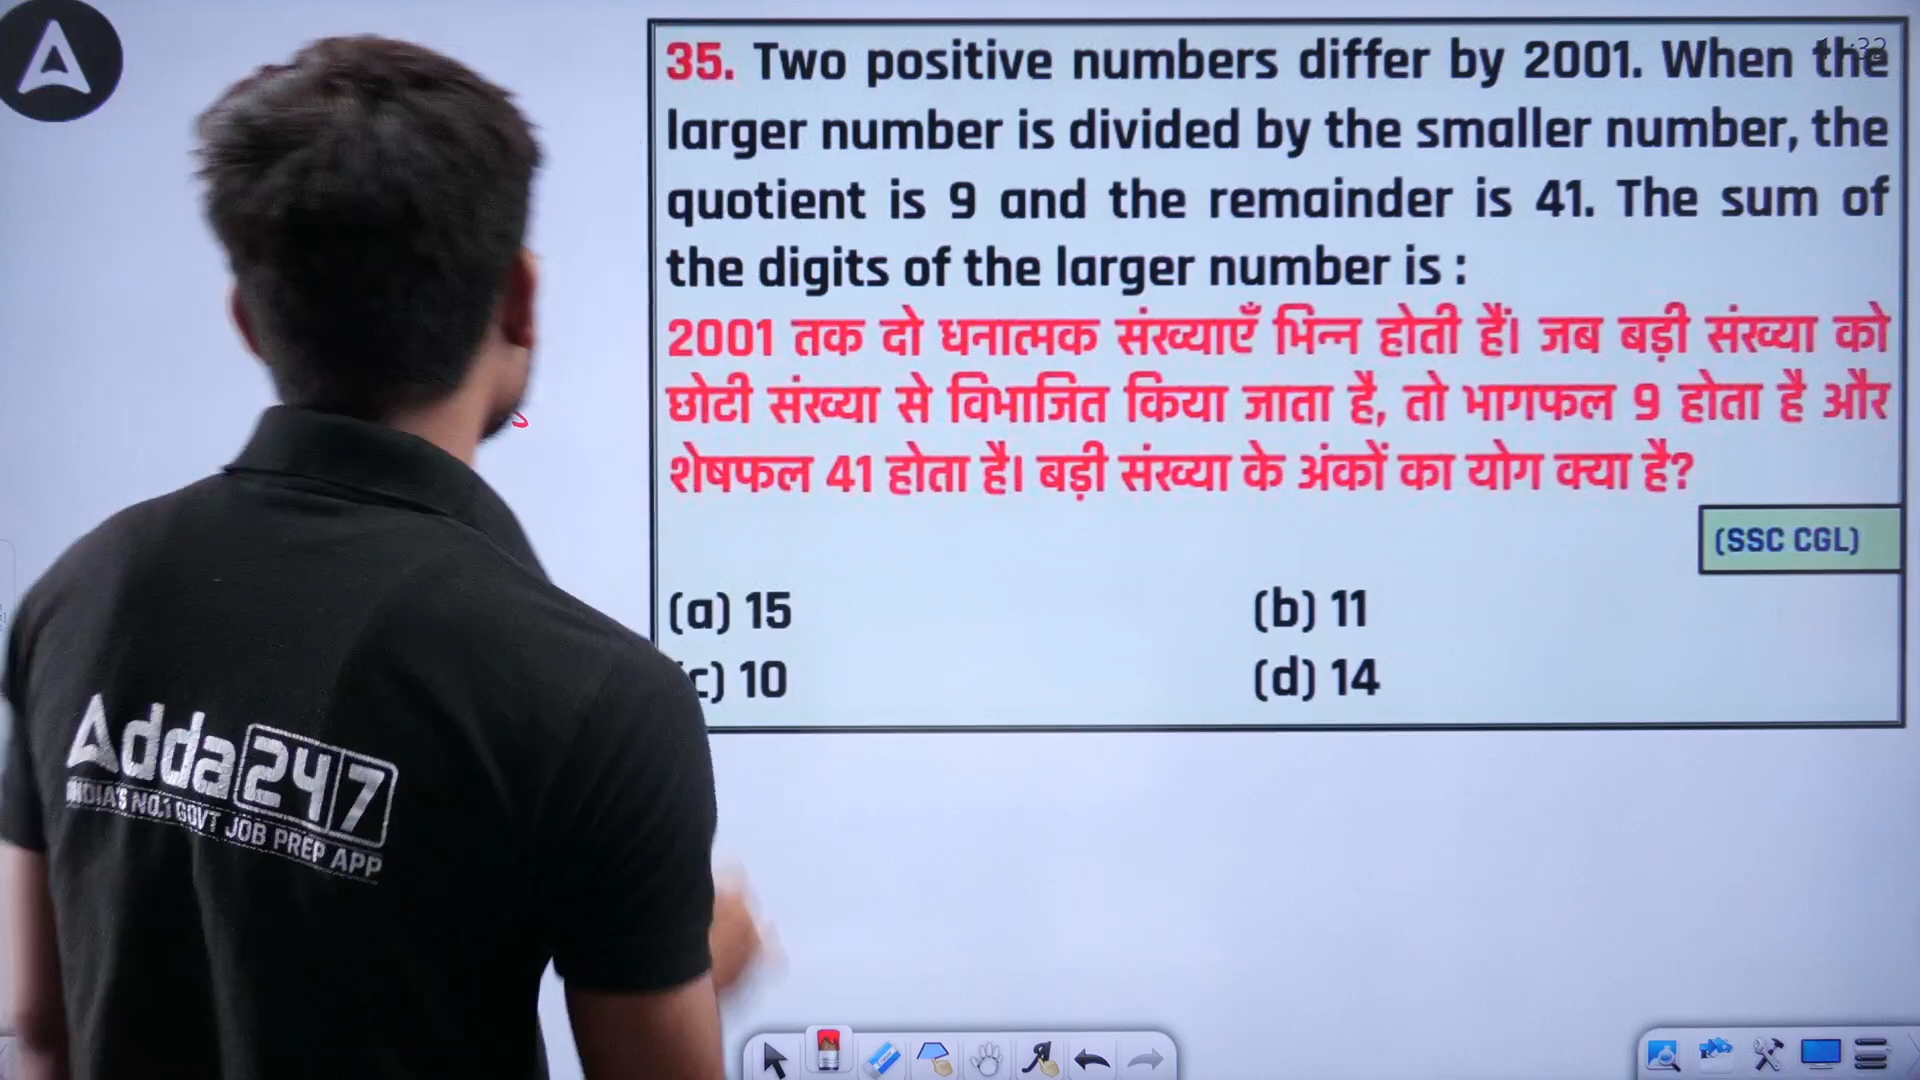 35. Two positive numbers differ by 2001. When the
larger number is divided by the smaller number, the
quotient is 9 and the remainder is 41. The sum of
the digits of the larger number is :
2001 तक दो धनात्मक संख्याएँ भिन्न होती हैं। जब बड़ी संख्या को
छोटी संख्या से विभाजित किया जाता है, तो भागफल 9 होता है और
शेषफल 41 होता है। बड़ी संख्या के अंकों का योग क्या है?
(SSC CGL)
(a) 15
(b) 11
c) 10
(d) 14
Adda247
INDIA'S NO.1 GOVT JOB PREP APP